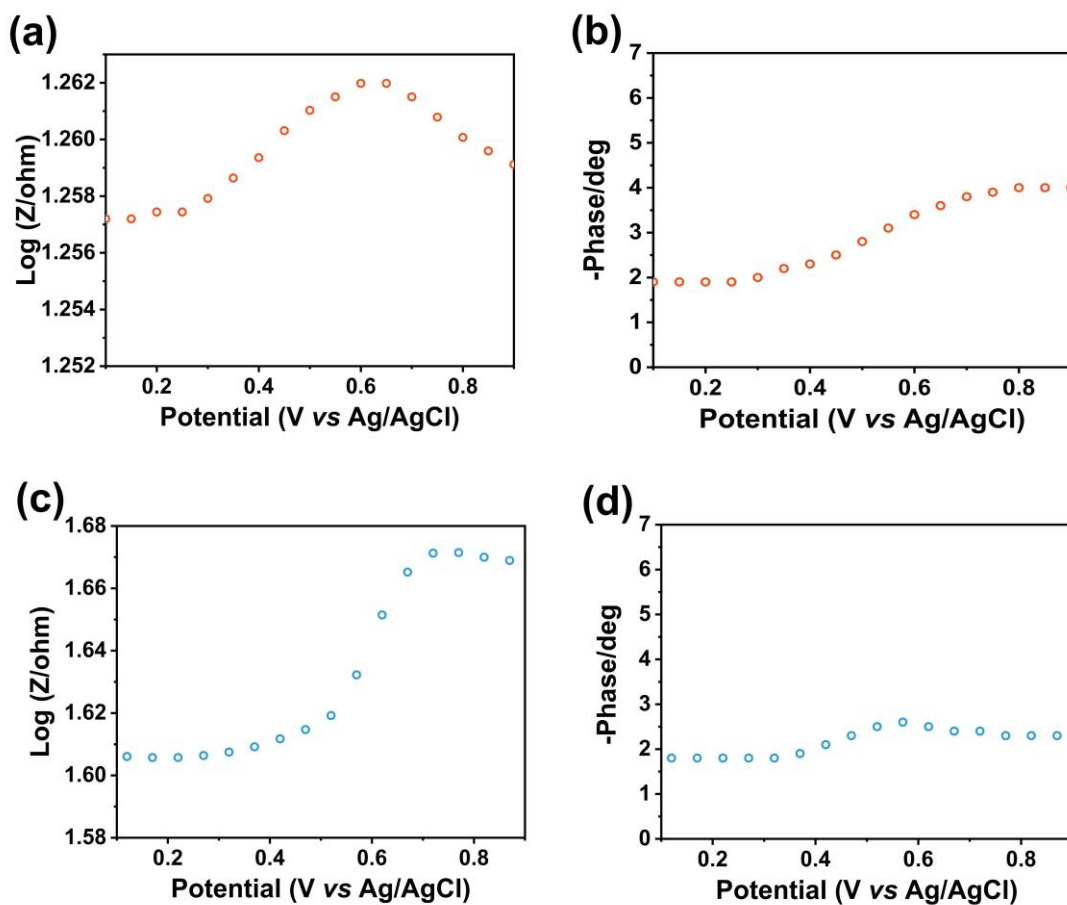 (a)
Log (Z/ohm)
1.262
1.260
1.258
1.256
1.254
1.252
0.2 0.4 0.6 0.8
Potential (V vs Ag/AgCl)
(b)
-Phase/deg
7
6
5
4
3
2
1
0
0.2 0.4 0.6 0.8
Potential (V vs Ag/AgCl)
(c)
Log (Z/ohm)
1.68
1.66
1.64
1.62
1.60
1.58
0.2 0.4 0.6 0.8
Potential (V vs Ag/AgCl)
(d)
-Phase/deg
7
6
5
4
3
2
1
0
0.2 0.4 0.6 0.8
Potential (V vs Ag/AgCl)